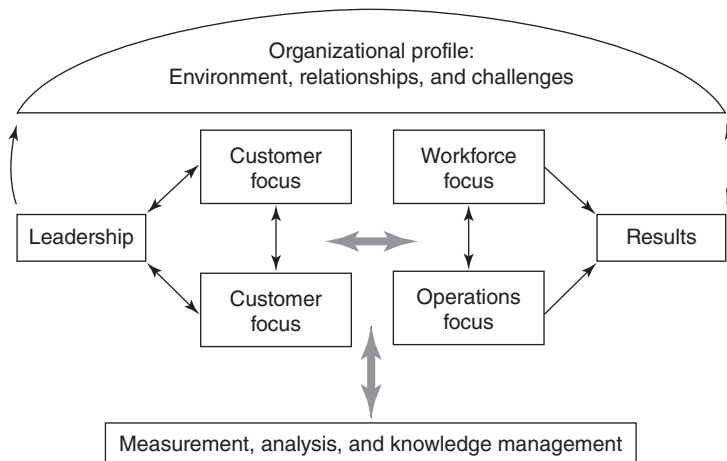 Organizational profile:
Environment, relationships, and challenges
Customer
focus
Workforce
focus
Leadership
Results
Customer
focus
Operations
focus
Measurement, analysis, and knowledge management